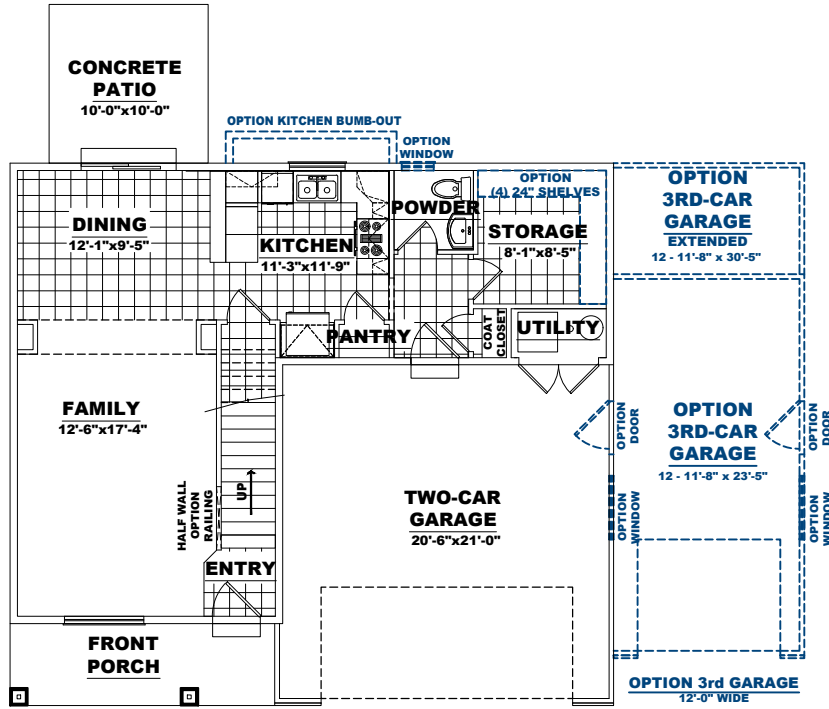 CONCRETE
PATIO
10'-0"x10'-0"
OPTION KITCHEN BUMB-OUT
OPTION
WINDOW
OPTION
(4) 24" SHELVES
OPTION
3RD-CAR
GARAGE
EXTENDED
12 - 11'-8" x 30'-5"
DINING
12'-1"x9'-5"
KITCHEN
11'-3"x11'-9"
POWDER
STORAGE
8'-1"x8'-5"
PANTRY
COAT
CLOSET
UTILITY
FAMILY
12'-6"x17'-4"
OPTION
DOOR
OPTION
3RD-CAR
GARAGE
12 - 11'-8" x 23'-5"
OPTION
DOOR
HALF WALL
OPTION
RAILING
UP
TWO-CAR
GARAGE
20'-6"x21'-0"
OPTION
WINDOW
OPTION
WINDOW
ENTRY
FRONT
PORCH
OPTION 3rd GARAGE
12'-0" WIDE